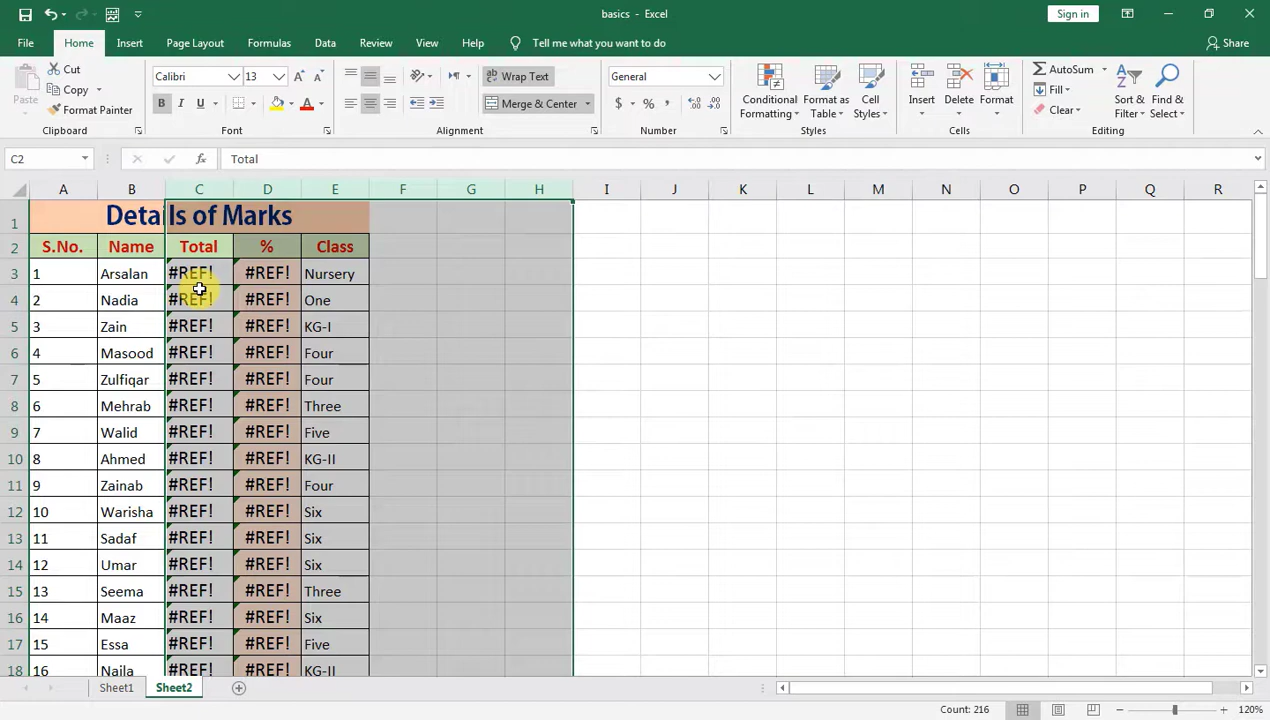 basics - Excel
Sign in
File Home Insert Page Layout Formulas Data Review View Help Tell me what you want to do Share
Paste
Cut
Copy
Format Painter
Clipboard
Calibri 13
B I U A A A
Font
Wrap Text
Merge & Center
Alignment
General
$ % ,
Number
Conditional Formatting
Format as Table
Cell Styles
Styles
Insert Delete Format
Cells
AutoSum
Fill
Clear
Sort & Filter
Find & Select
Editing
C2 fx Total
A B C D E F G H I J K L M N O P Q R
1 Details of Marks
2 S.No. Name Total % Class
3 1 Arsalan #REF! #REF! Nursery
4 2 Nadia #REF! #REF! One
5 3 Zain #REF! #REF! KG-I
6 4 Masood #REF! #REF! Four
7 5 Zulfiqar #REF! #REF! Four
8 6 Mehrab #REF! #REF! Three
9 7 Walid #REF! #REF! Five
10 8 Ahmed #REF! #REF! KG-II
11 9 Zainab #REF! #REF! Four
12 10 Warisha #REF! #REF! Six
13 11 Sadaf #REF! #REF! Six
14 12 Umar #REF! #REF! Six
15 13 Seema #REF! #REF! Three
16 14 Maaz #REF! #REF! Six
17 15 Essa #REF! #REF! Five
18 16 Naila #REF! #REF! KG-II
Sheet1 Sheet2
Count: 216 120%